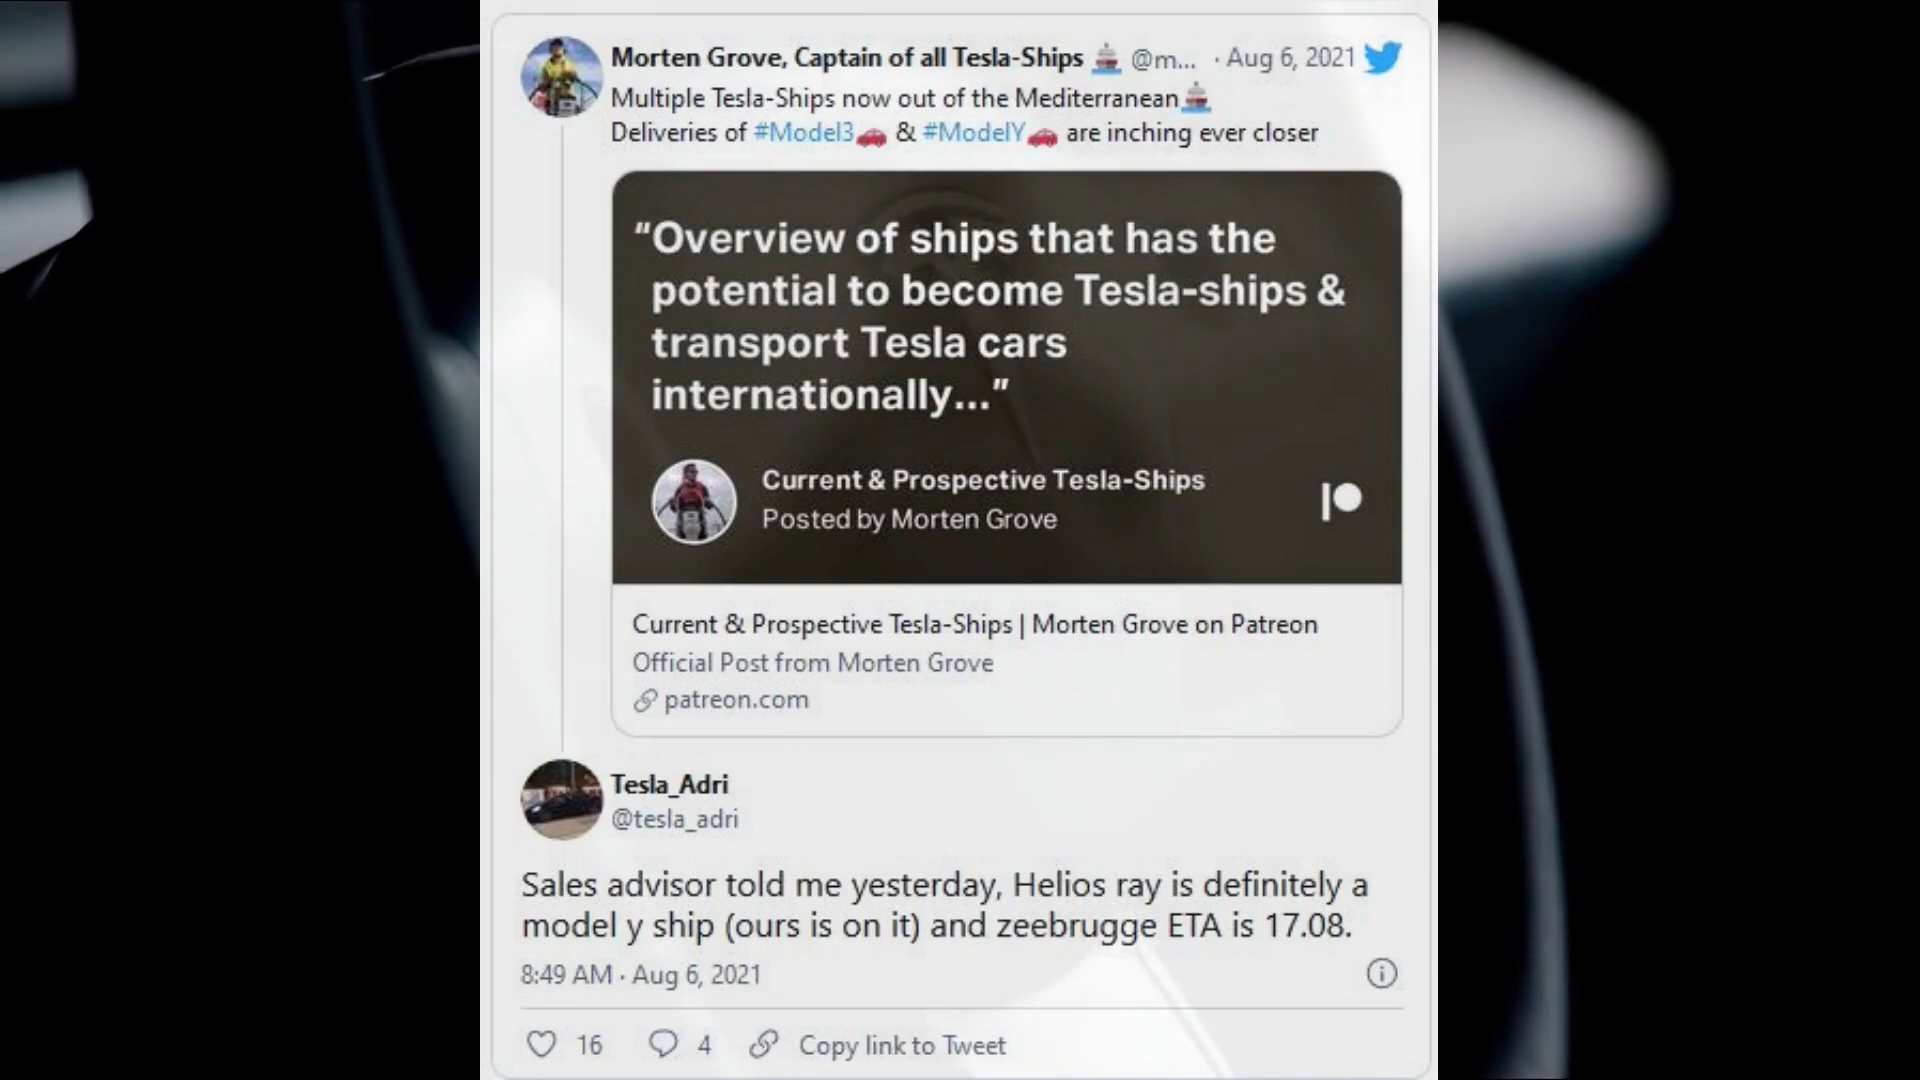 Morten Grove, Captain of all Tesla-Ships 🚢 @m... · Aug 6, 2021
Multiple Tesla-Ships now out of the Mediterranean🚢
Deliveries of #Model3🚗 & #ModelY🚗 are inching ever closer
“Overview of ships that has the
potential to become Tesla-ships &
transport Tesla cars
internationally...”
Current & Prospective Tesla-Ships
Posted by Morten Grove
Current & Prospective Tesla-Ships | Morten Grove on Patreon
Official Post from Morten Grove
patreon.com
Tesla_Adri
@tesla_adri
Sales advisor told me yesterday, Helios ray is definitely a
model y ship (ours is on it) and zeebrugge ETA is 17.08.
8:49 AM · Aug 6, 2021
16 4 Copy link to Tweet